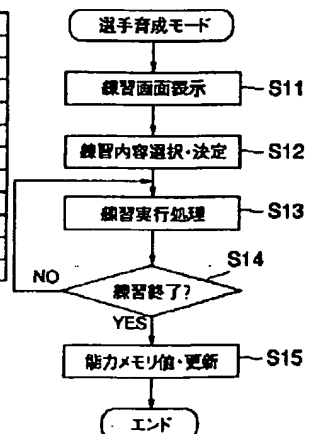 選手育成モード
練習画面表示
S11
練習内容選択・決定
S12
練習実行処理
S13
S14
練習終了?
NO
YES
能力メモリ値・更新
S15
エンド